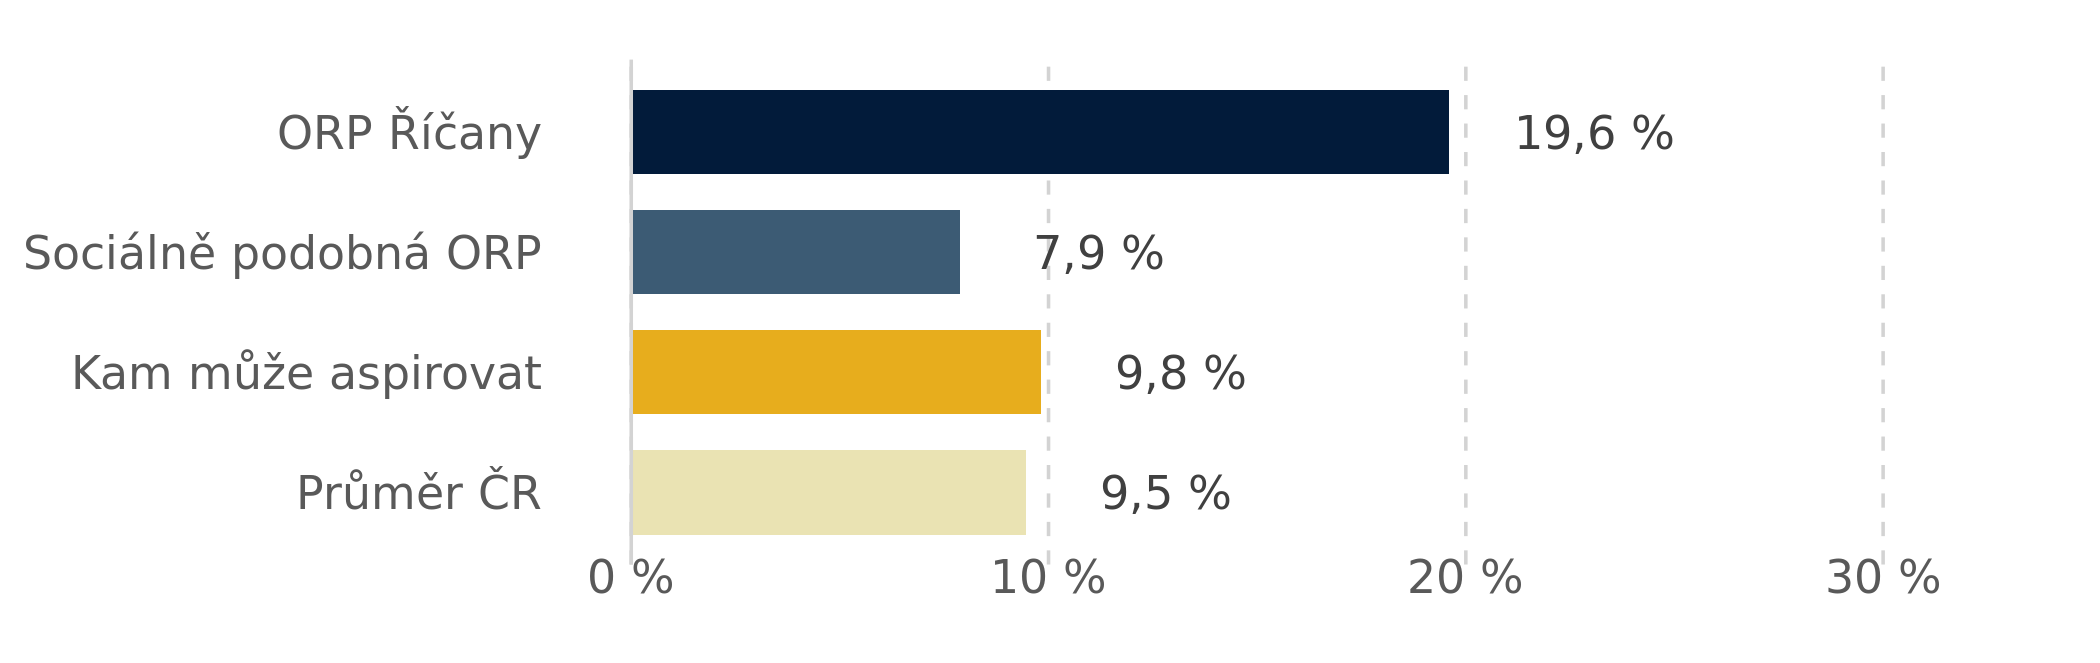 ORP Říčany 19,6 %
Sociálně podobná ORP 7,9 %
Kam může aspirovat 9,8 %
Průměr ČR 9,5 %
0 % 10 % 20 % 30 %